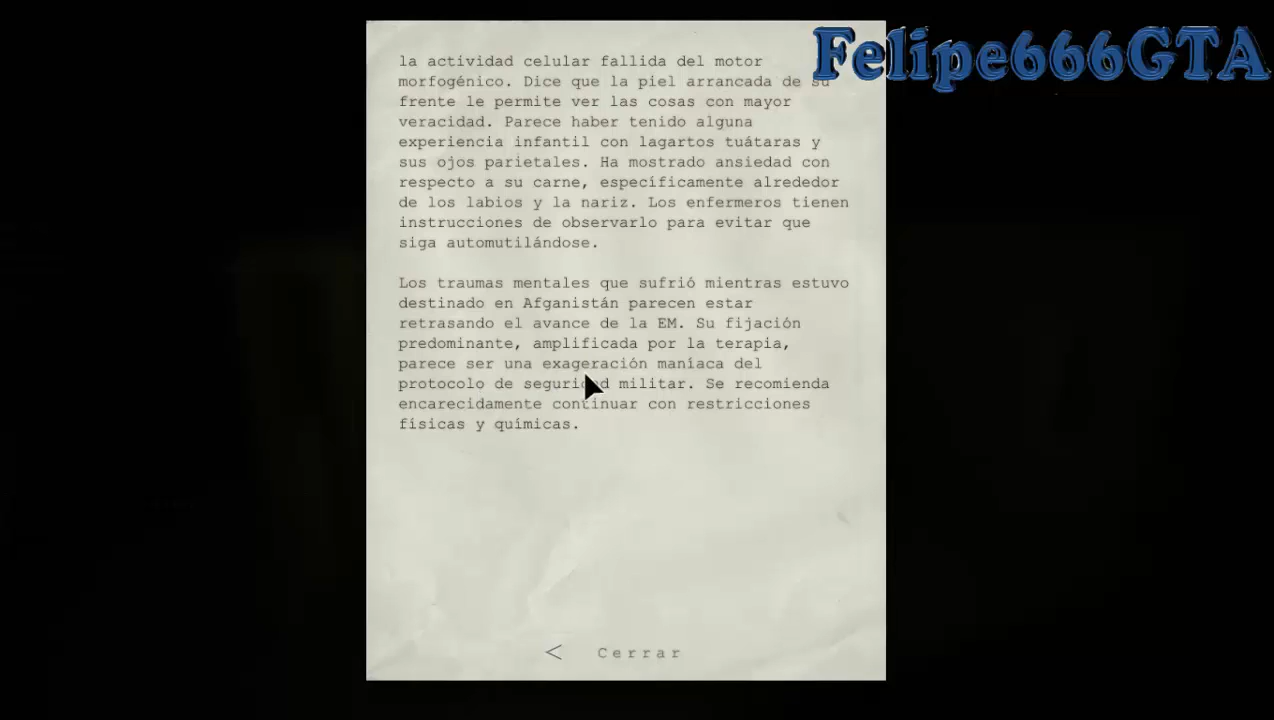 Felipe666GTA
la actividad celular fallida del motor
morfogénico. Dice que la piel arrancada de su
frente le permite ver las cosas con mayor
veracidad. Parece haber tenido alguna
experiencia infantil con lagartos tuátaras y
sus ojos parietales. Ha mostrado ansiedad con
respecto a su carne, específicamente alrededor
de los labios y la nariz. Los enfermeros tienen
instrucciones de observarlo para evitar que
siga automutilándose.
Los traumas mentales que sufrió mientras estuvo
destinado en Afganistán parecen estar
retrasando el avance de la EM. Su fijación
predominante, amplificada por la terapia,
parece ser una exageración maníaca del
protocolo de seguridad militar. Se recomienda
encarecidamente continuar con restricciones
físicas y químicas.
< Cerrar